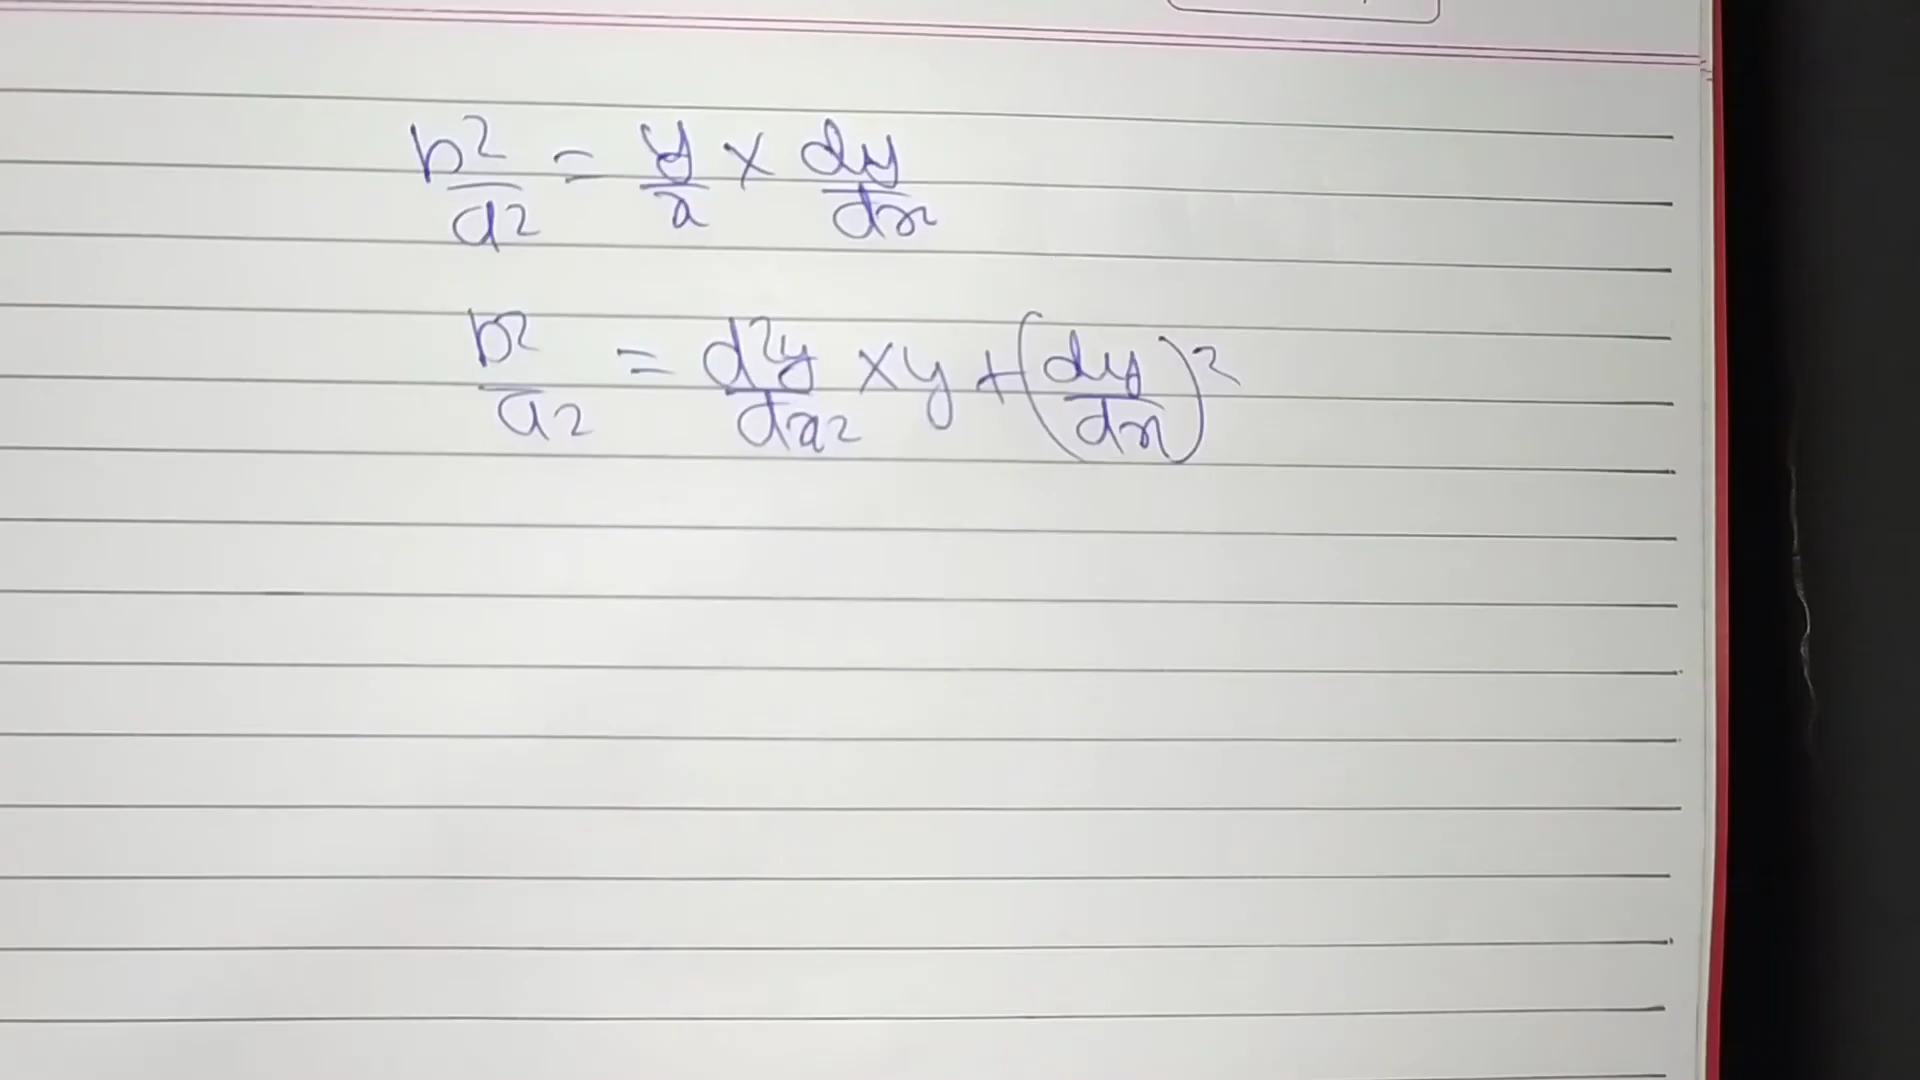 b²/a² = y/x × dy/dx
b²/a² = d²y/dx² × y + (dy/dx)²